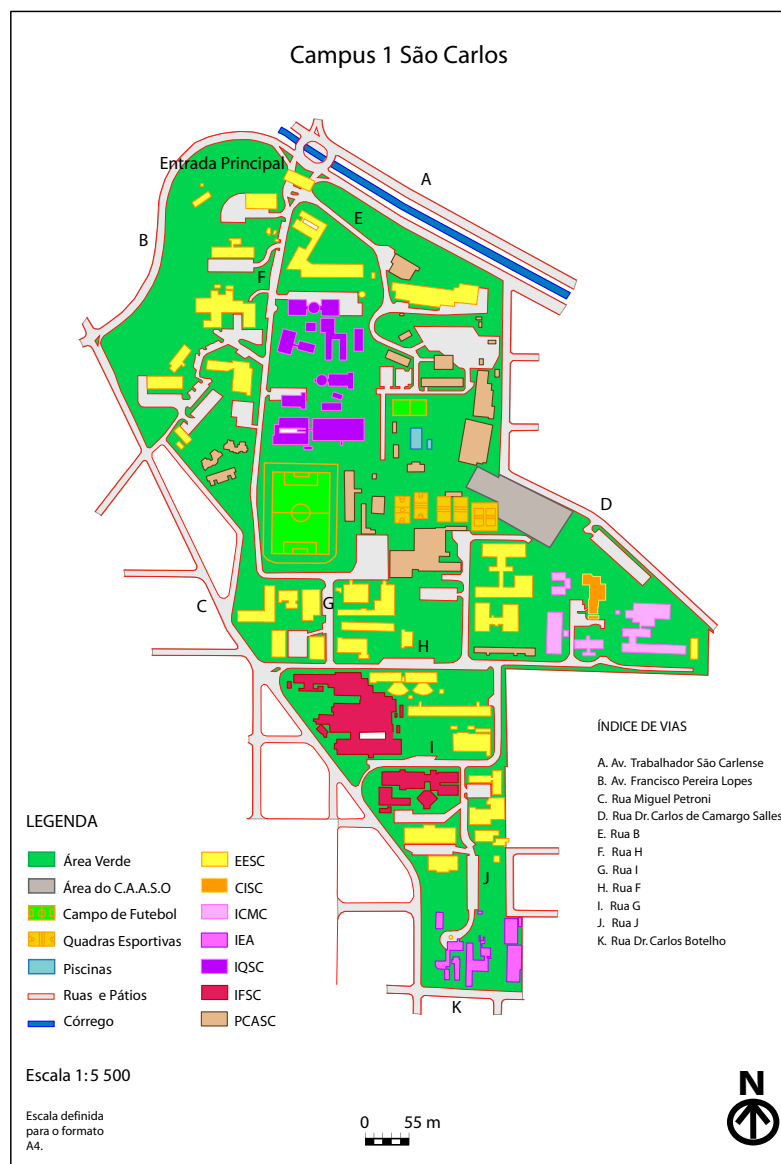 Campus 1 São Carlos
Entrada Principal
A
E
B
F
D
C
G
H
I
J
K
ÍNDICE DE VIAS
A. Av. Trabalhador São Carlense
B. Av. Francisco Pereira Lopes
C. Rua Miguel Petroni
D. Rua Dr. Carlos de Camargo Salles
E. Rua B
F. Rua H
G. Rua I
H. Rua F
I. Rua G
J. Rua J
K. Rua Dr. Carlos Botelho
LEGENDA
Área Verde
Área do C.A.A.S.O
Campo de Futebol
Quadras Esportivas
Piscinas
Ruas e Pátios
Córrego
EESC
CISC
ICMC
IEA
IQSC
IFSC
PCASC
Escala 1:5 500
Escala definida
para o formato
A4.
0 55 m
N